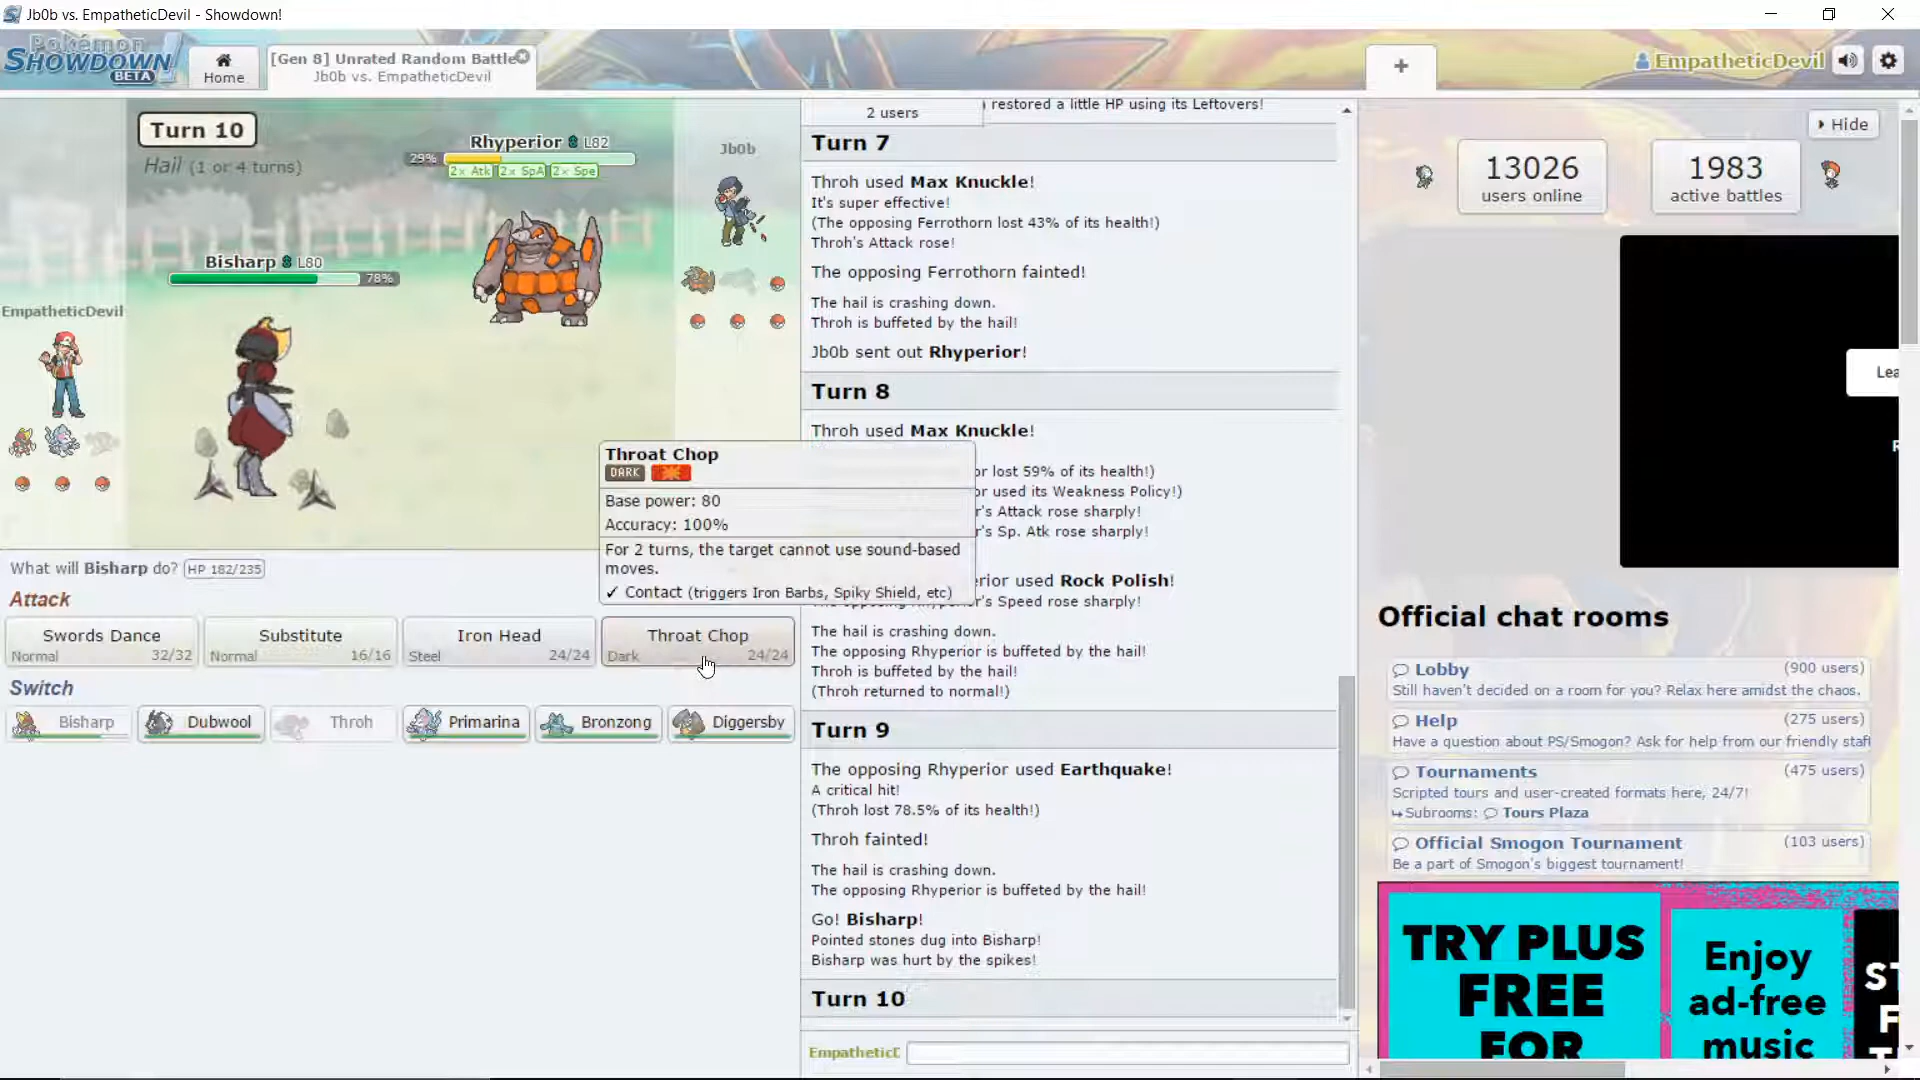 Jb0b vs. EmpatheticDevil - Showdown!
Pokémon
SHOWDOWN
BETA
Home
[Gen 8] Unrated Random Battle
Jb0b vs. EmpatheticDevil
+
EmpatheticDevil
Turn 10
Hail (1 or 4 turns)
Rhyperior L82
29%
2× Atk 2× SpA 2× Spe
Jb0b
Bisharp L80
78%
EmpatheticDevil
What will Bisharp do? HP 182/235
Attack
Swords Dance
Normal 32/32
Substitute
Normal 16/16
Iron Head
Steel 24/24
Throat Chop
Dark 24/24
Switch
Bisharp
Dubwool
Throh
Primarina
Bronzong
Diggersby
Throat Chop
DARK
Base power: 80
Accuracy: 100%
For 2 turns, the target cannot use sound-based
moves.
✓ Contact (triggers Iron Barbs, Spiky Shield, etc)
2 users
restored a little HP using its Leftovers!
Turn 7
Throh used Max Knuckle!
It's super effective!
(The opposing Ferrothorn lost 43% of its health!)
Throh's Attack rose!
The opposing Ferrothorn fainted!
The hail is crashing down.
Throh is buffeted by the hail!
Jb0b sent out Rhyperior!
Turn 8
Throh used Max Knuckle!
or lost 59% of its health!)
or used its Weakness Policy!)
r's Attack rose sharply!
r's Sp. Atk rose sharply!
rior used Rock Polish!
r's Speed rose sharply!
The hail is crashing down.
The opposing Rhyperior is buffeted by the hail!
Throh is buffeted by the hail!
(Throh returned to normal!)
Turn 9
The opposing Rhyperior used Earthquake!
A critical hit!
(Throh lost 78.5% of its health!)
Throh fainted!
The hail is crashing down.
The opposing Rhyperior is buffeted by the hail!
Go! Bisharp!
Pointed stones dug into Bisharp!
Bisharp was hurt by the spikes!
Turn 10
Hide
13026
users online
1983
active battles
Lea
R
Official chat rooms
Lobby (900 users)
Still haven't decided on a room for you? Relax here amidst the chaos.
Help (275 users)
Have a question about PS/Smogon? Ask for help from our friendly staff
Tournaments (475 users)
Scripted tours and user-created formats here, 24/7!
↳Subrooms: Tours Plaza
Official Smogon Tournament (103 users)
Be a part of Smogon's biggest tournament!
TRY PLUS
FREE
FOR
Enjoy
ad-free
music